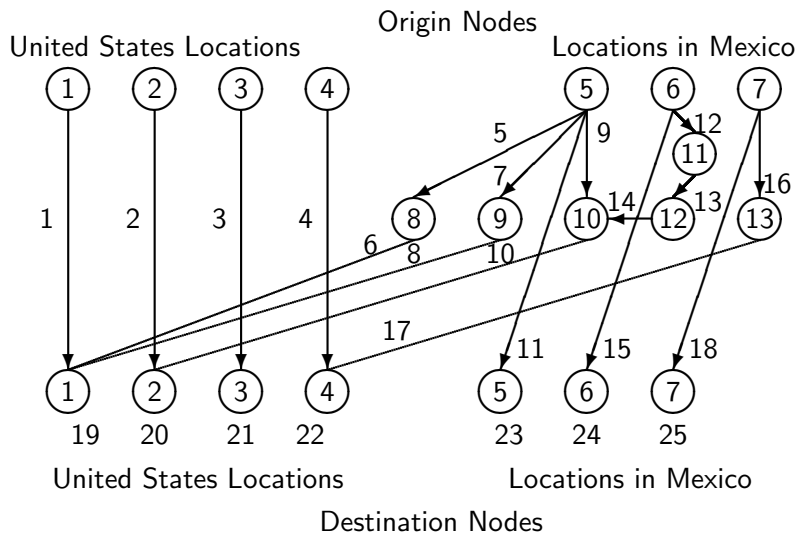 Origin Nodes
United States Locations Locations in Mexico
1 2 3 4 5 6 7
5 9 12
11
7
16
14 13
1 2 3 4 8 9 10 12 13
6 8 10
17
11 15 18
1 2 3 4 5 6 7
19 20 21 22 23 24 25
United States Locations Locations in Mexico
Destination Nodes